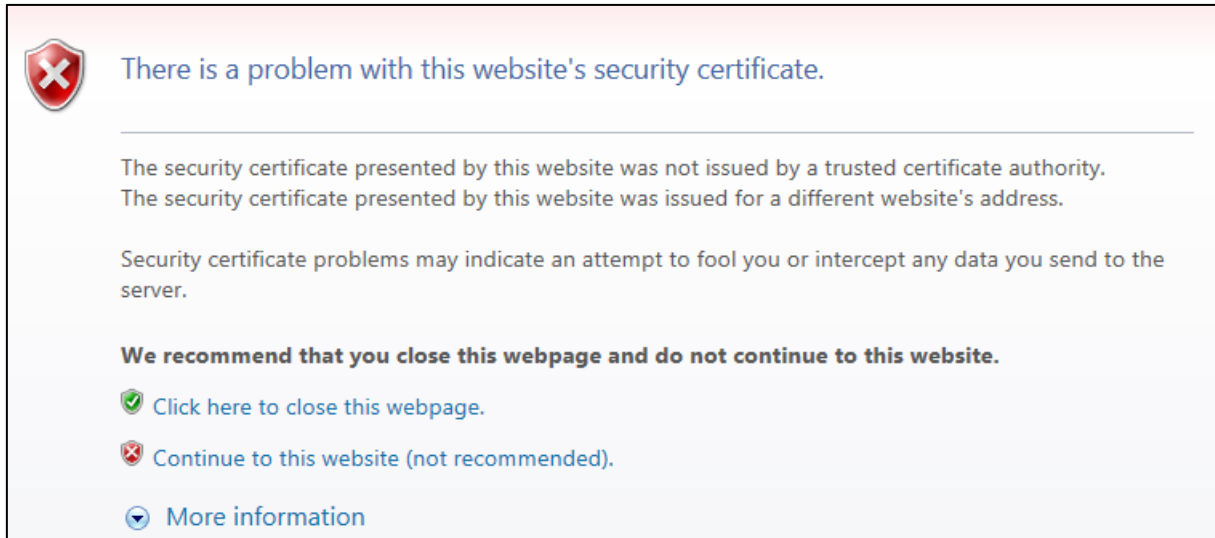 There is a problem with this website's security certificate.
The security certificate presented by this website was not issued by a trusted certificate authority.
The security certificate presented by this website was issued for a different website's address.
Security certificate problems may indicate an attempt to fool you or intercept any data you send to the
server.
We recommend that you close this webpage and do not continue to this website.
Click here to close this webpage.
Continue to this website (not recommended).
More information